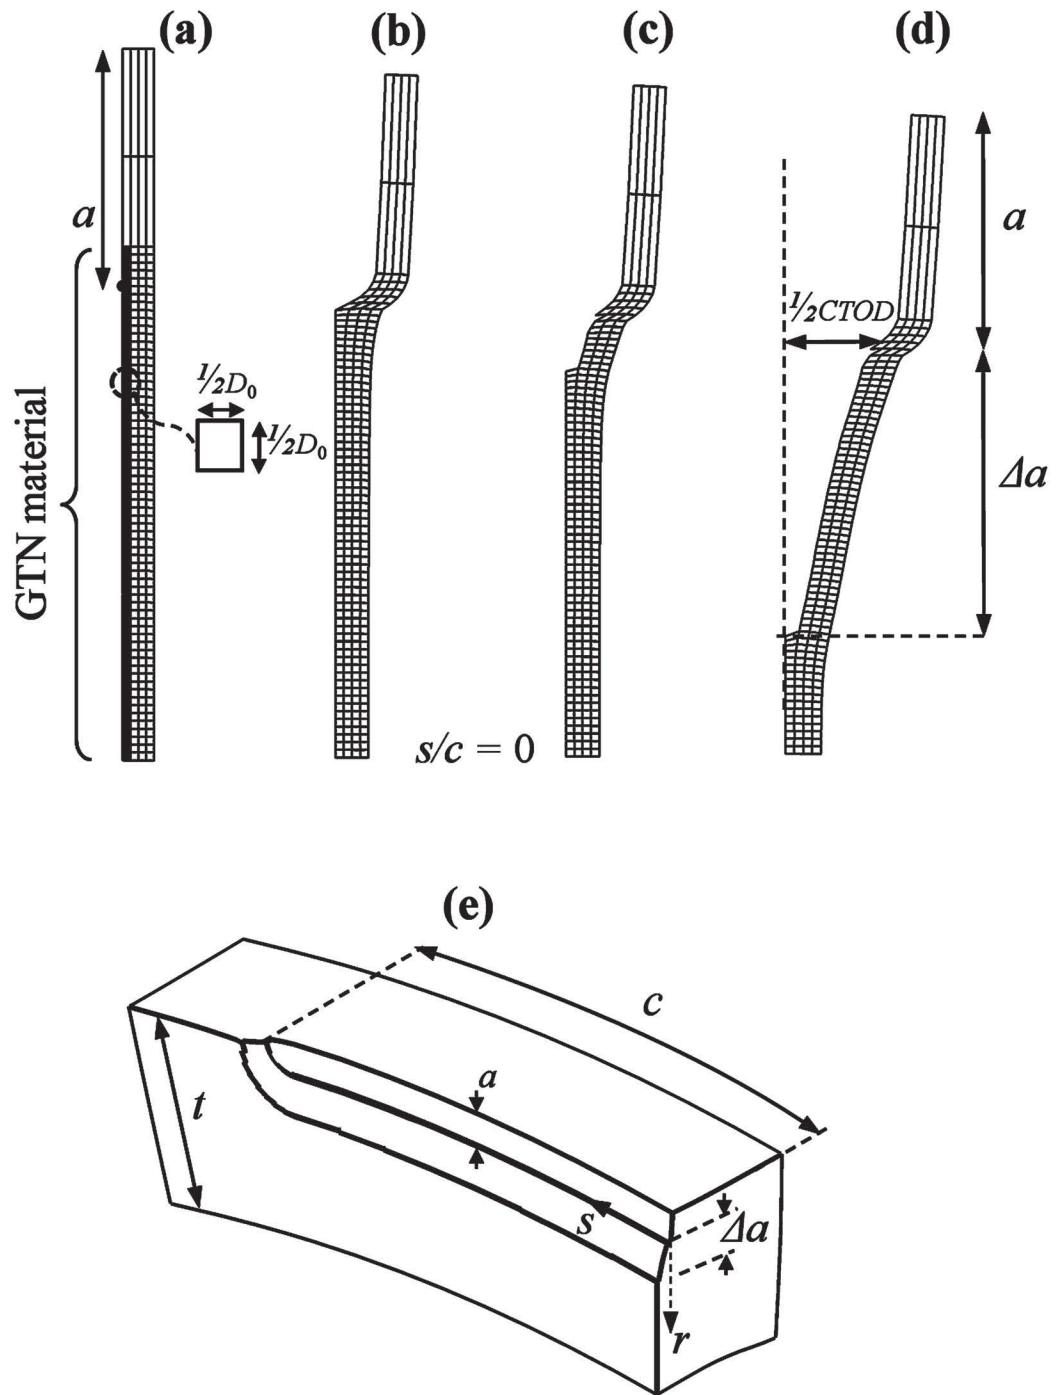 (a)
(b)
(c)
(d)
a
GTN material
½D₀
½D₀
½CTOD
a
Δa
s/c = 0
(e)
c
a
t
s
Δa
r